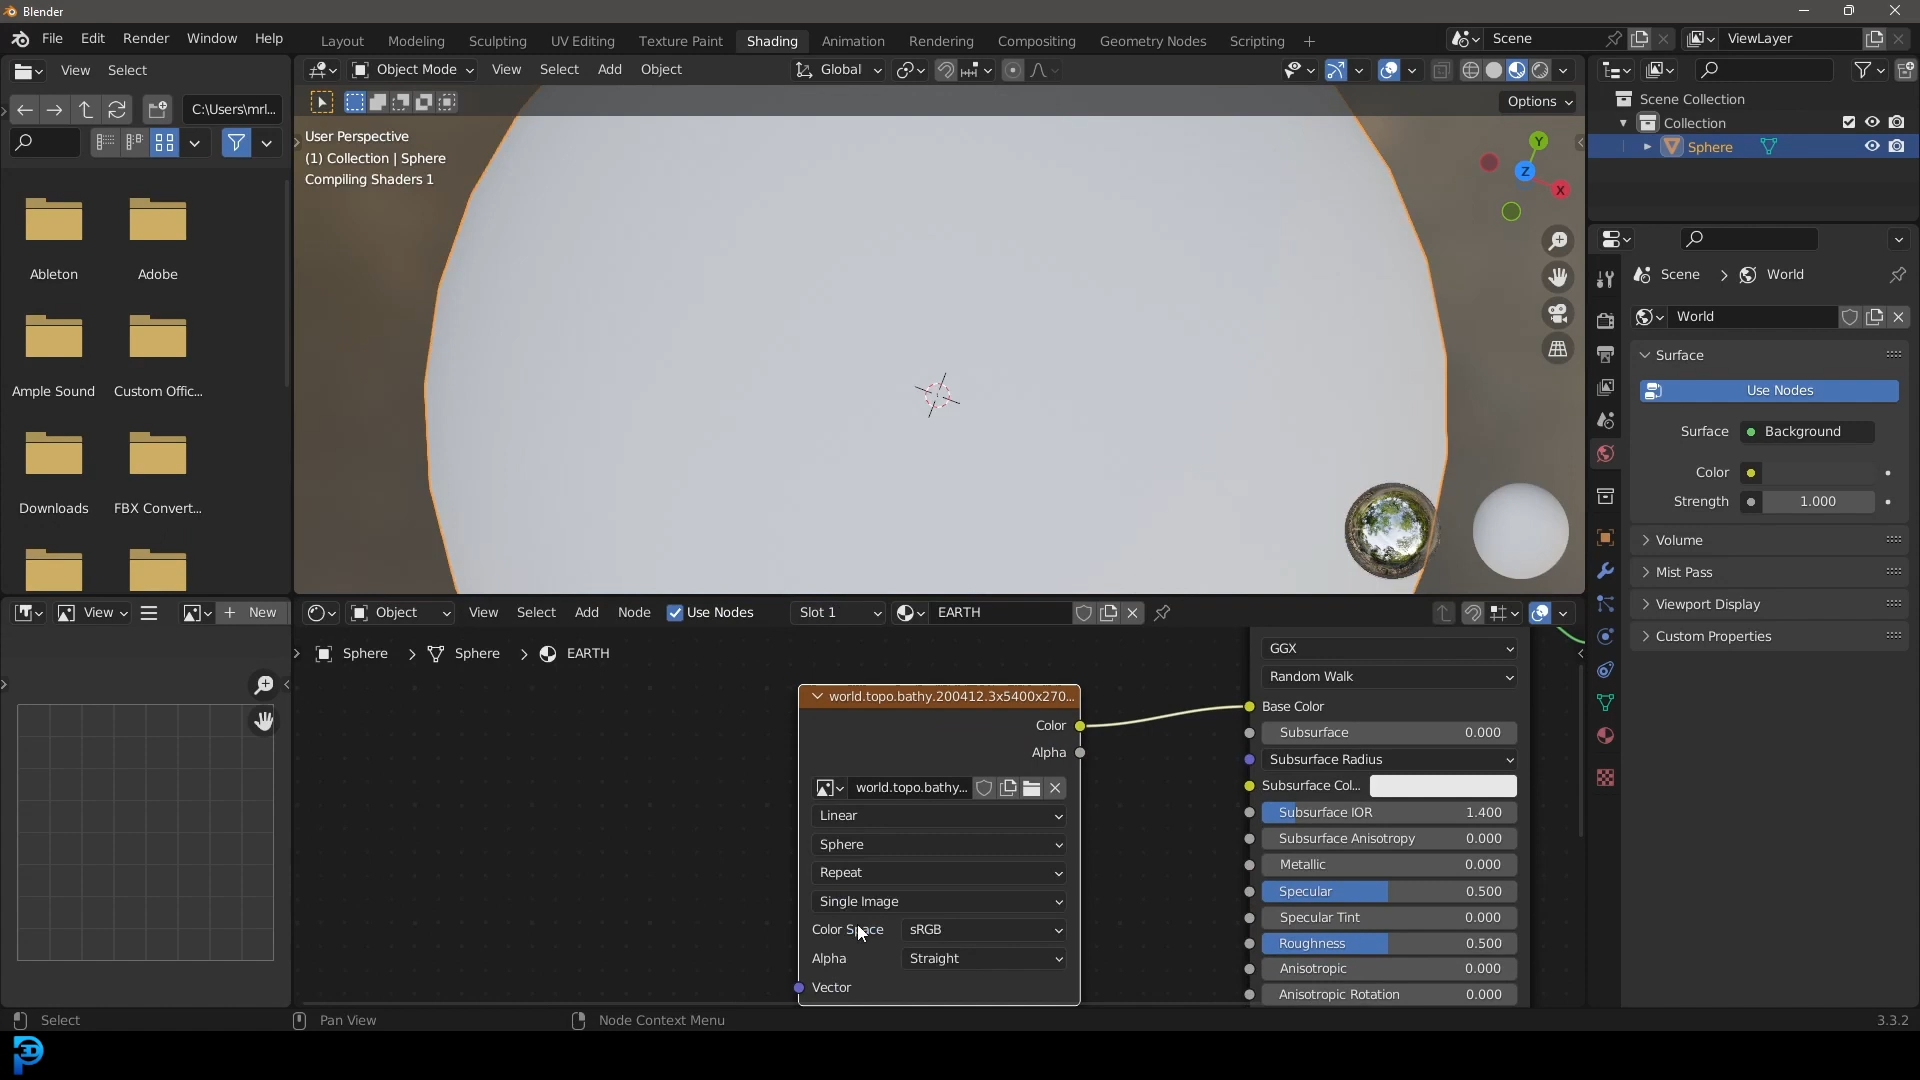 Blender
File Edit Render Window Help
Layout Modeling Sculpting UV Editing Texture Paint Shading Animation Rendering Compositing Geometry Nodes Scripting +
Scene
ViewLayer
View Select
Object Mode View Select Add Object
Global
C:\Users\mrl...
Options
User Perspective
(1) Collection | Sphere
Compiling Shaders 1
Y
Z
X
Ableton
Adobe
Ample Sound
Custom Offic...
Downloads
FBX Convert...
Scene Collection
Collection
Sphere
Scene > World
World
Surface
Use Nodes
Surface Background
Color
Strength 1.000
Volume
Mist Pass
Viewport Display
Custom Properties
View
+ New
Object View Select Add Node Use Nodes Slot 1 EARTH
Sphere > Sphere > EARTH
world.topo.bathy.200412.3x5400x270...
Color
Alpha
world.topo.bathy...
Linear
Sphere
Repeat
Single Image
Color Space sRGB
Alpha Straight
Vector
GGX
Random Walk
Base Color
Subsurface 0.000
Subsurface Radius
Subsurface Col...
Subsurface IOR 1.400
Subsurface Anisotropy 0.000
Metallic 0.000
Specular 0.500
Specular Tint 0.000
Roughness 0.500
Anisotropic 0.000
Anisotropic Rotation 0.000
Select
Pan View
Node Context Menu
3.3.2